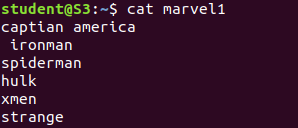 student@S3:~$ cat marvel1
captian america
 ironman
spiderman
hulk
xmen
strange